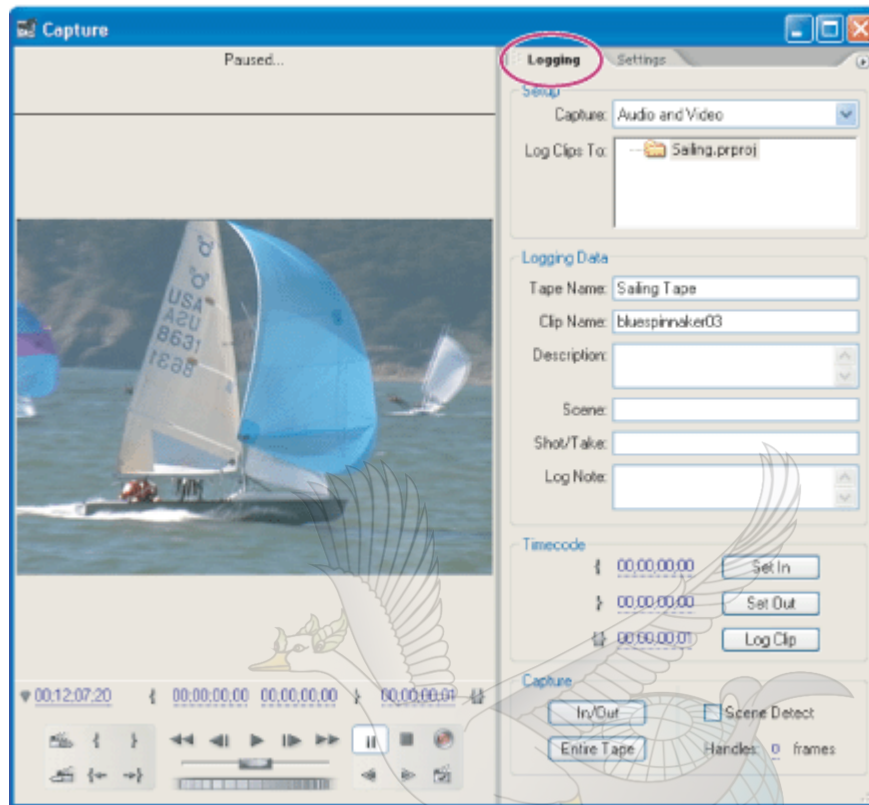 Capture
Paused...
Logging
Settings
Setup
Capture: Audio and Video
Log Clips To: Sailing.prproj
Logging Data
Tape Name: Sailing Tape
Clip Name: bluespinnaker03
Description:
Scene:
Shot/Take:
Log Note:
Timecode
{ 00;00;00;00 Set In
} 00;00;00;00 Set Out
{} 00;00;00;01 Log Clip
Capture
In/Out Scene Detect
Entire Tape Handles: 0 frames
USA
USA
8631
8631
00;12;07;20 { 00;00;00;00 00;00;00;00 } 00;00;00;01 {}